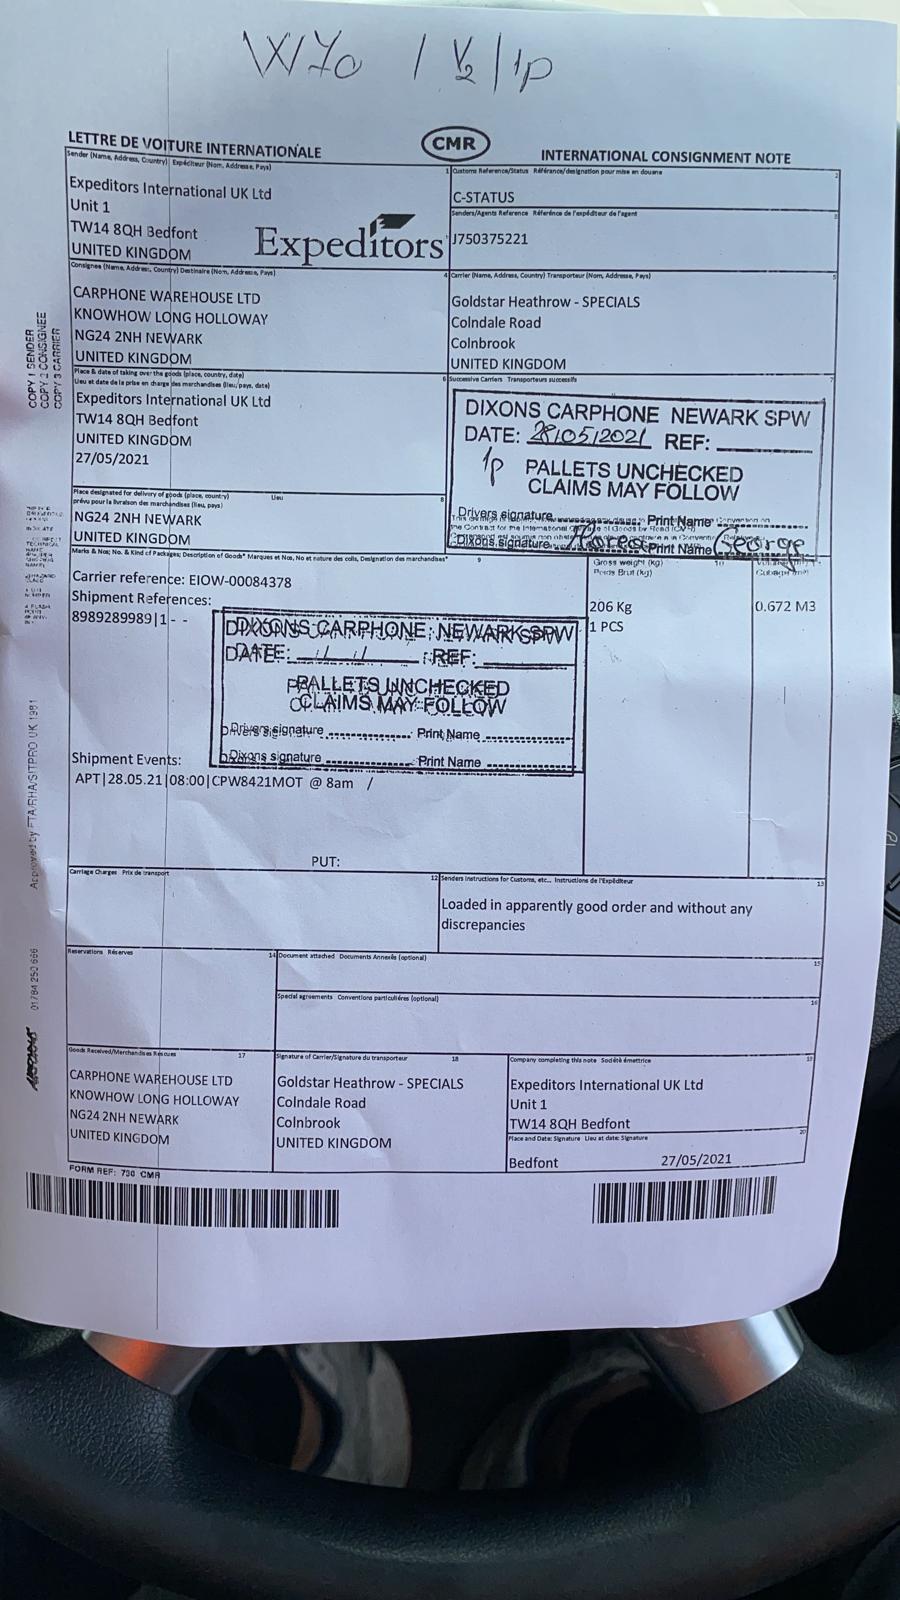 W70 / V2 / 1p
LETTRE DE VOITURE INTERNATIONALE
CMR
INTERNATIONAL CONSIGNMENT NOTE
Sender (Name, Address, Country) Expéditeur (Nom, Addresse, Pays) 1
Expeditors International UK Ltd
Unit 1
TW14 8QH Bedfont
UNITED KINGDOM
Expeditors
Customs Reference/Status Référence/designation pour mise en douane 2
C-STATUS
Senders/Agents Reference Référence de l'expéditeur de l'agent 3
J750375221
Consignee (Name, Address, Country) Destinaire (Nom, Addresse, Pays) 4
CARPHONE WAREHOUSE LTD
KNOWHOW LONG HOLLOWAY
NG24 2NH NEWARK
UNITED KINGDOM
Carrier (Name, Address, Country) Transporteur (Nom, Addresse, Pays) 5
Goldstar Heathrow - SPECIALS
Colndale Road
Colnbrook
UNITED KINGDOM
COPY 1 SENDER
COPY 2 CONSIGNEE
COPY 3 CARRIER
Place & date of taking over the goods (place, country, date) 6
Lieu et date de la prise en charge des marchandises (lieu, pays, date)
Expeditors International UK Ltd
TW14 8QH Bedfont
UNITED KINGDOM
27/05/2021
Successive Carriers Transporteurs successifs 7
DIXONS CARPHONE NEWARK SPW
DATE: 28/05/2021 REF:
1p PALLETS UNCHECKED
CLAIMS MAY FOLLOW
Drivers signature Print Name
Dixons signature Print Name George
Place designated for delivery of goods (place, country) Lieu 8
prévu pour la livraison des marchandises (lieu, pays)
NG24 2NH NEWARK
UNITED KINGDOM
Marks & Nos; No. & Kind of Packages; Description of Goods* Marques et Nos, No et nature des colis, Designation des marchandises* 9
Gross weight (kg) 10
Poids Brut (kg)
Carrier reference: EIOW-00084378
Shipment References:
8989289989|1 - -
206 Kg
1 PCS
0.672 M3
DIXONS CARPHONE NEWARK SPW
DATE: / / REF:
PALLETS UNCHECKED
CLAIMS MAY FOLLOW
Drivers signature Print Name
Dixons signature Print Name
Shipment Events:
APT|28.05.21|08:00|CPW8421MOT @ 8am /
PUT:
Approved by FTA/RHA/SITPRO UK 1981
Carriage Charges Prix de transport 12
Senders Instructions for Customs, etc... Instructions de l'Expéditeur 13
Loaded in apparently good order and without any
discrepancies
Reservations Réserves 14
Document attached Documents Annexés (optional) 15
Special agreements Conventions particulières (optional) 16
01784 250 666
Goods Received/Merchandises Rescues 17
CARPHONE WAREHOUSE LTD
KNOWHOW LONG HOLLOWAY
NG24 2NH NEWARK
UNITED KINGDOM
Signature of Carrier/Signature du transporteur 18
Goldstar Heathrow - SPECIALS
Colndale Road
Colnbrook
UNITED KINGDOM
Company completing this note Société émettrice 19
Expeditors International UK Ltd
Unit 1
TW14 8QH Bedfont
Place and Date: Signature Lieu at date: Signature 20
Bedfont 27/05/2021
FORM REF: 730 CMR